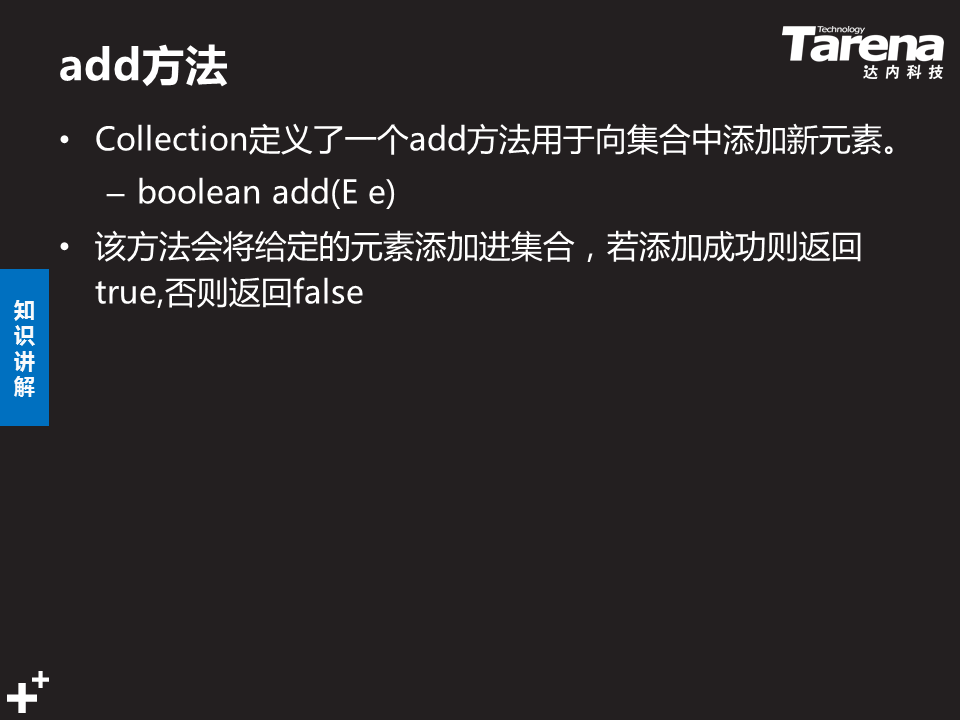 add方法
Technology
Tarena
达内科技
• Collection定义了一个add方法用于向集合中添加新元素。
– boolean add(E e)
• 该方法会将给定的元素添加进集合，若添加成功则返回
true,否则返回false
知
识
讲
解